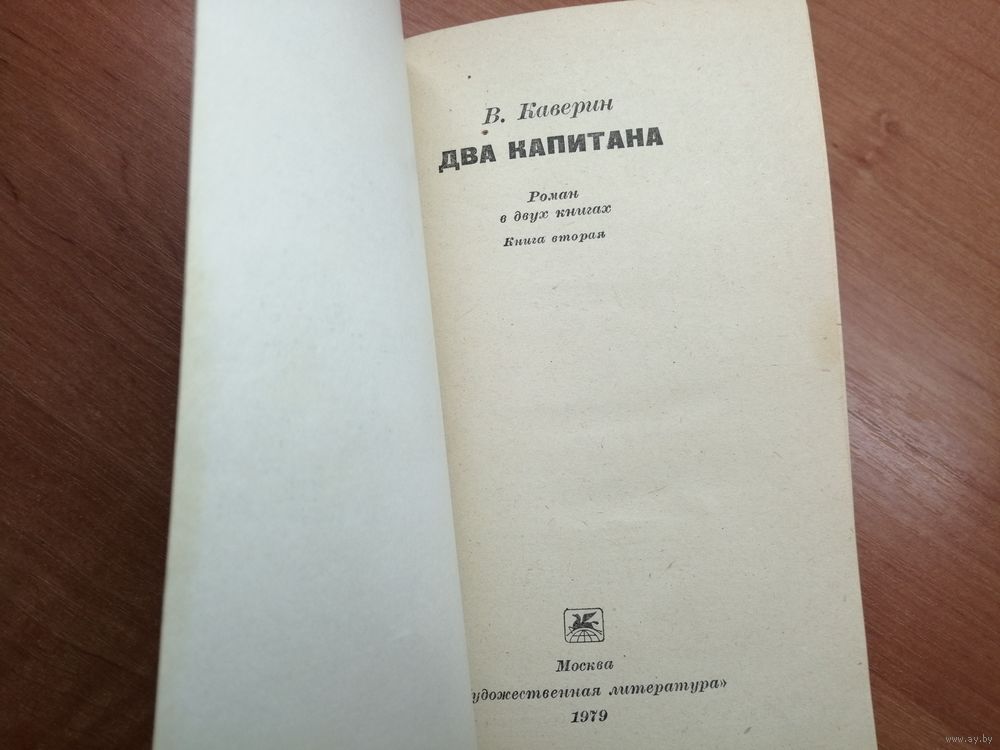 В. Каверин
ДВА КАПИТАНА
Роман
в двух книгах
Книга вторая
Москва
удожественная литература»
1979
www.ay.by